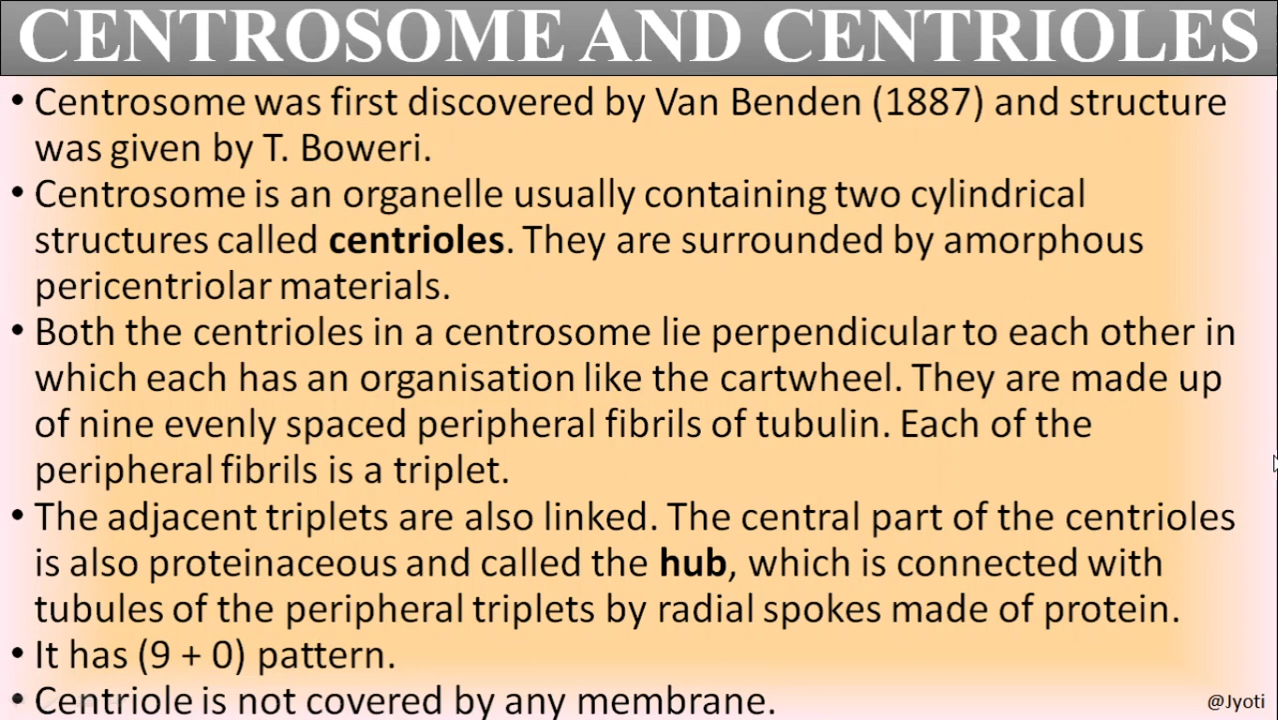 CENTROSOME AND CENTRIOLES
• Centrosome was first discovered by Van Benden (1887) and structure
was given by T. Boweri.
• Centrosome is an organelle usually containing two cylindrical
structures called centrioles. They are surrounded by amorphous
pericentriolar materials.
• Both the centrioles in a centrosome lie perpendicular to each other in
which each has an organisation like the cartwheel. They are made up
of nine evenly spaced peripheral fibrils of tubulin. Each of the
peripheral fibrils is a triplet.
• The adjacent triplets are also linked. The central part of the centrioles
is also proteinaceous and called the hub, which is connected with
tubules of the peripheral triplets by radial spokes made of protein.
• It has (9 + 0) pattern.
• Centriole is not covered by any membrane.
@Jyoti